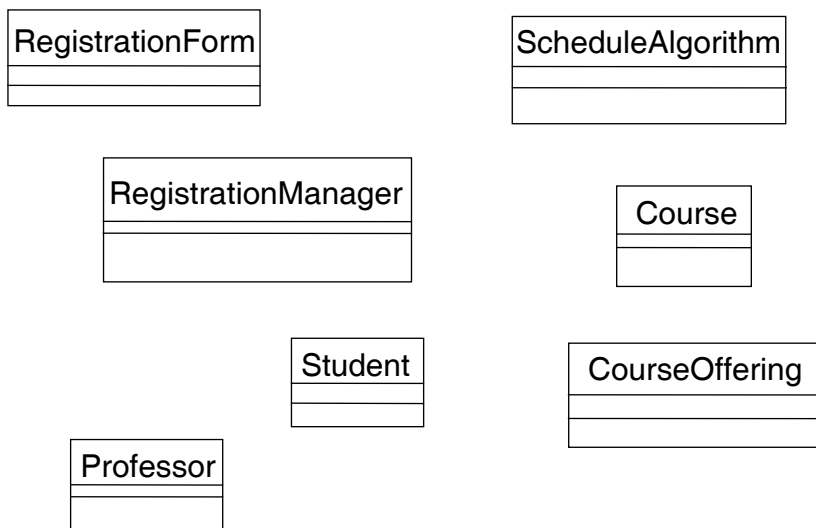 RegistrationForm
ScheduleAlgorithm
RegistrationManager
Course
Student
CourseOffering
Professor